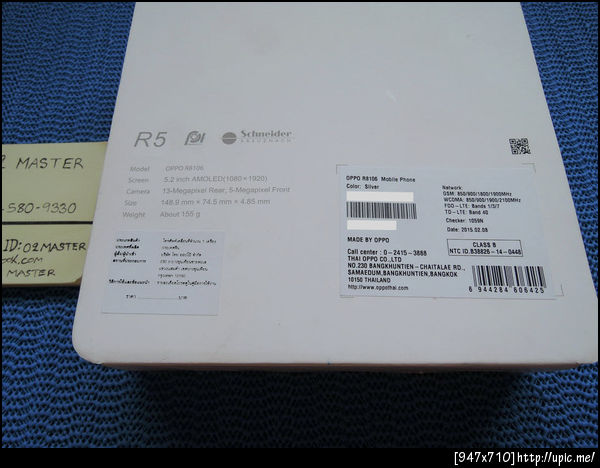 R5
Schneider
KREUZNACH
Model OPPO R8106
Screen 5.2 inch AMOLED(1080×1920)
Camera 13-Megapixel Rear, 5-Megapixel Front
Size 148.9 mm × 74.5 mm × 4.85 mm
Weight About 155 g
MASTER
-580-9330
ID:02MASTER
ook.com
MASTER
OPPO R8106 Mobile Phone
Color: Silver
Network:
GSM: 850/900/1800/1900MHz
WCDMA: 850/900/1900/2100MHz
FDD-LTE: Bands 1/3/7
TD-LTE: Band 40
Checker: 1059N
Date: 2015.02.08
MADE BY OPPO
Call center : 0-2415-3888
THAI OPPO CO.,LTD
NO.230 BANGKHUNTIEN-CHAITALAE RD.,
SAMAEDUM,BANGKHUNTIEN,BANGKOK
10150 THAILAND
http://www.oppothai.com
CLASS B
NTC ID.B38826-14-0448
6 944284 606425
[947x710]http://upic.me/